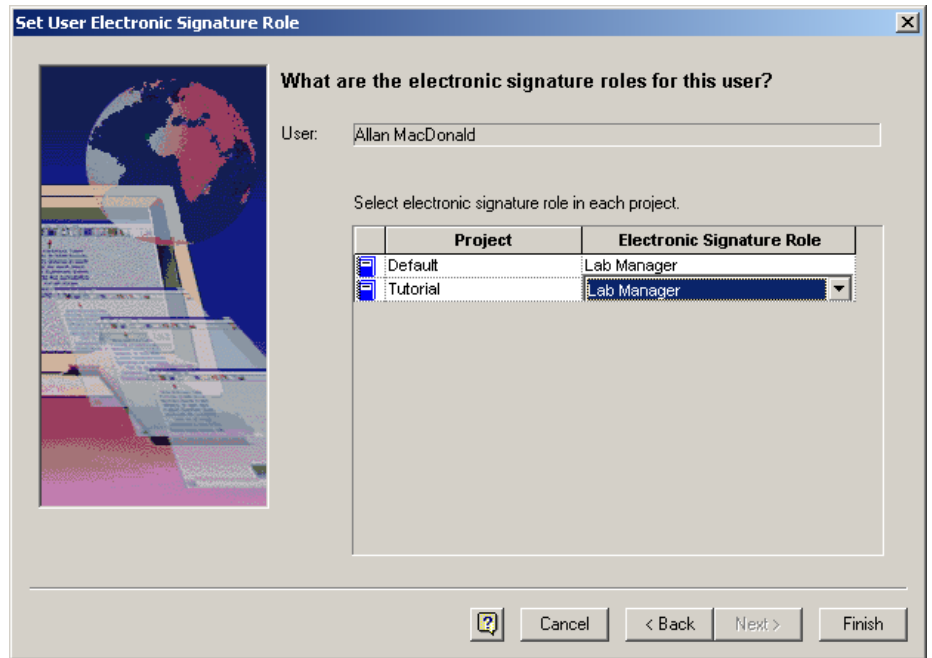 Set User Electronic Signature Role
What are the electronic signature roles for this user?
User: Allan MacDonald
Select electronic signature role in each project.
Project Electronic Signature Role
Default Lab Manager
Tutorial Lab Manager
Cancel < Back Next > Finish